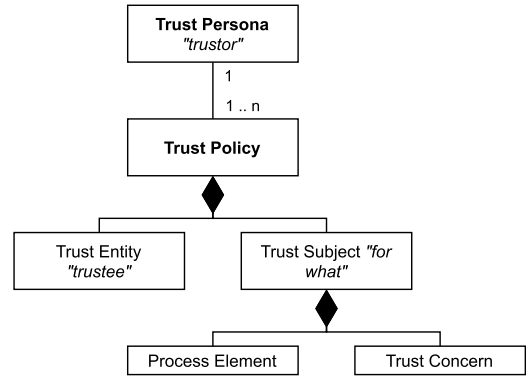 Trust Persona
"trustor"
1
1 .. n
Trust Policy
Trust Entity
"trustee"
Trust Subject "for
what"
Process Element
Trust Concern